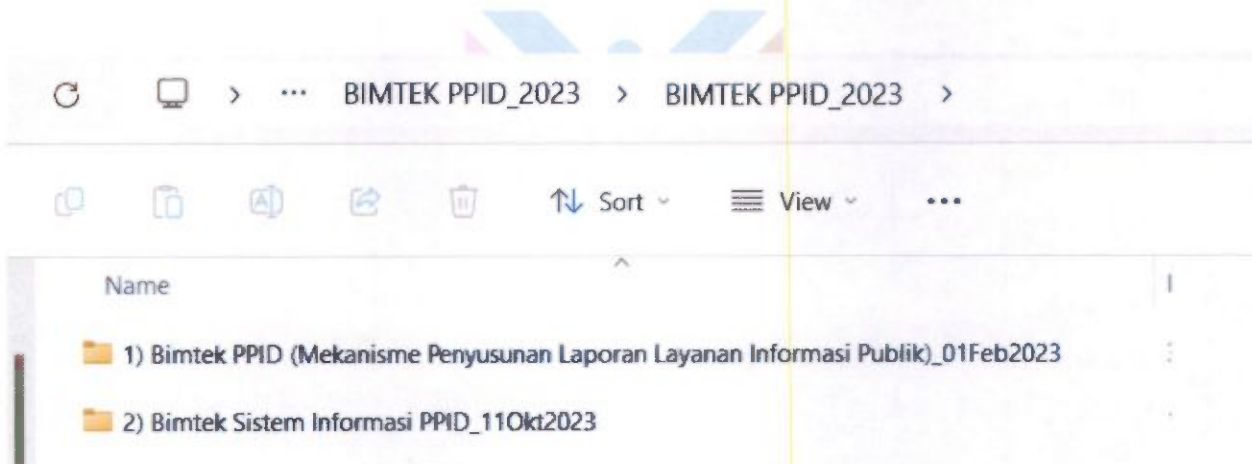 ... BIMTEK PPID_2023 > BIMTEK PPID_2023 >
Sort View ...
Name
1) Bimtek PPID (Mekanisme Penyusunan Laporan Layanan Informasi Publik)_01Feb2023
2) Bimtek Sistem Informasi PPID_11Okt2023